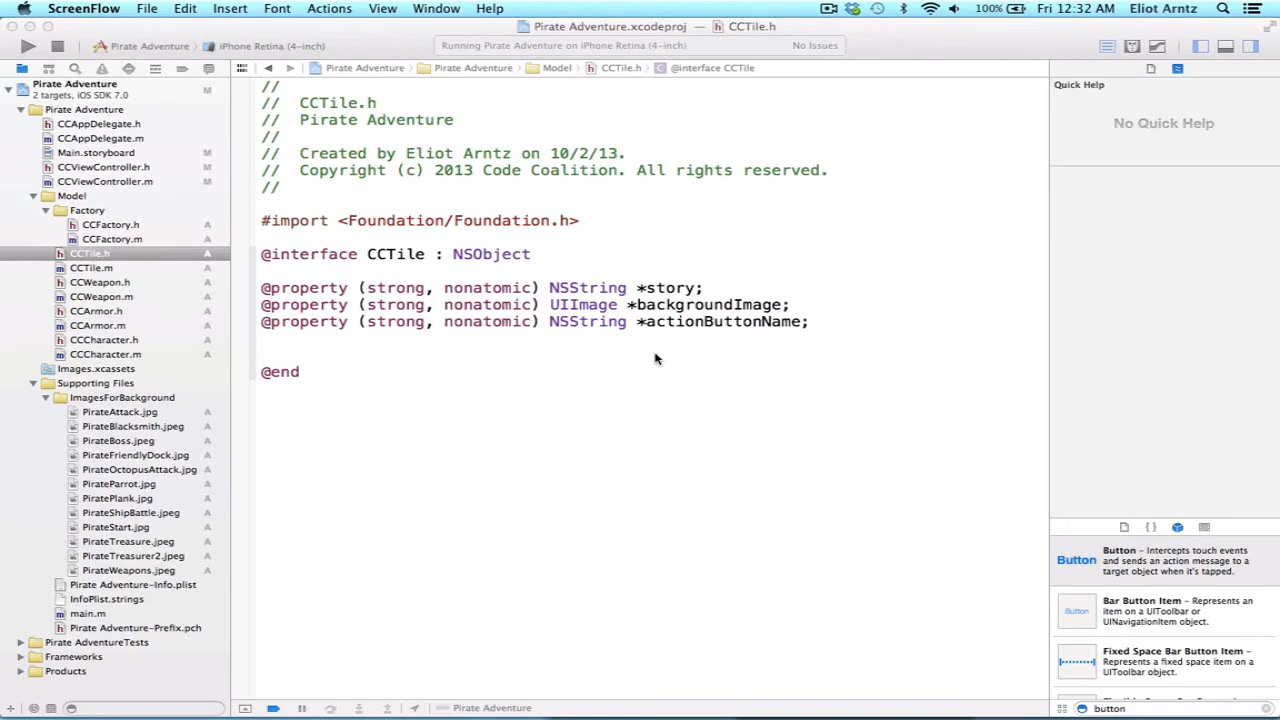 ScreenFlow File Edit Insert Font Actions View Window Help 100% Fri 12:32 AM Eliot Arntz
Pirate Adventure.xcodeproj — CCTile.h
Pirate Adventure iPhone Retina (4-inch) Running Pirate Adventure on iPhone Retina (4-inch) No Issues
Pirate Adventure Pirate Adventure Model CCTile.h @interface CCTile
Pirate Adventure M
2 targets, iOS SDK 7.0
Pirate Adventure
CCAppDelegate.h
CCAppDelegate.m
Main.storyboard M
CCViewController.h M
CCViewController.m M
Model
Factory
CCFactory.h A
CCFactory.m A
CCTile.h A
CCTile.m A
CCWeapon.h A
CCWeapon.m A
CCArmor.h A
CCArmor.m A
CCCharacter.h A
CCCharacter.m A
Images.xcassets
Supporting Files
ImagesForBackground
PirateAttack.jpg A
PirateBlacksmith.jpeg A
PirateBoss.jpeg A
PirateFriendlyDock.jpg A
PirateOctopusAttack.jpg A
PirateParrot.jpg A
PiratePlank.jpg A
PirateShipBattle.jpeg A
PirateStart.jpg A
PirateTreasure.jpeg A
PirateTreasurer2.jpeg A
PirateWeapons.jpeg A
Pirate Adventure-Info.plist
InfoPlist.strings
main.m
Pirate Adventure-Prefix.pch
Pirate AdventureTests
Frameworks
Products
//
// CCTile.h
// Pirate Adventure
//
// Created by Eliot Arntz on 10/2/13.
// Copyright (c) 2013 Code Coalition. All rights reserved.
//
#import <Foundation/Foundation.h>
@interface CCTile : NSObject
@property (strong, nonatomic) NSString *story;
@property (strong, nonatomic) UIImage *backgroundImage;
@property (strong, nonatomic) NSString *actionButtonName;
@end
Pirate Adventure
Quick Help
No Quick Help
Button
Button – Intercepts touch events
and sends an action message to a
target object when it's tapped.
Button
Bar Button Item – Represents an
item on a UIToolbar or
UINavigationItem object.
Fixed Space Bar Button Item –
Represents a fixed space item on a
UIToolbar object.
button